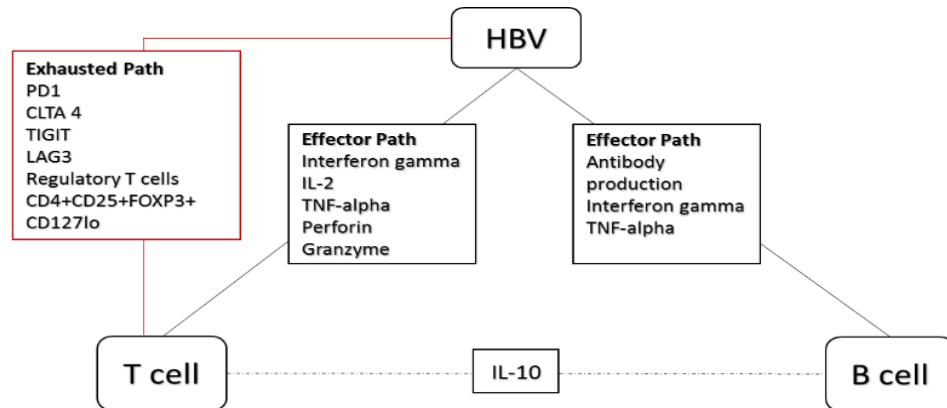 HBV
Exhausted Path
PD1
CLTA 4
TIGIT
LAG3
Regulatory T cells
CD4+CD25+FOXP3+
CD127lo
Effector Path
Interferon gamma
IL-2
TNF-alpha
Perforin
Granzyme
Effector Path
Antibody
production
Interferon gamma
TNF-alpha
T cell
IL-10
B cell